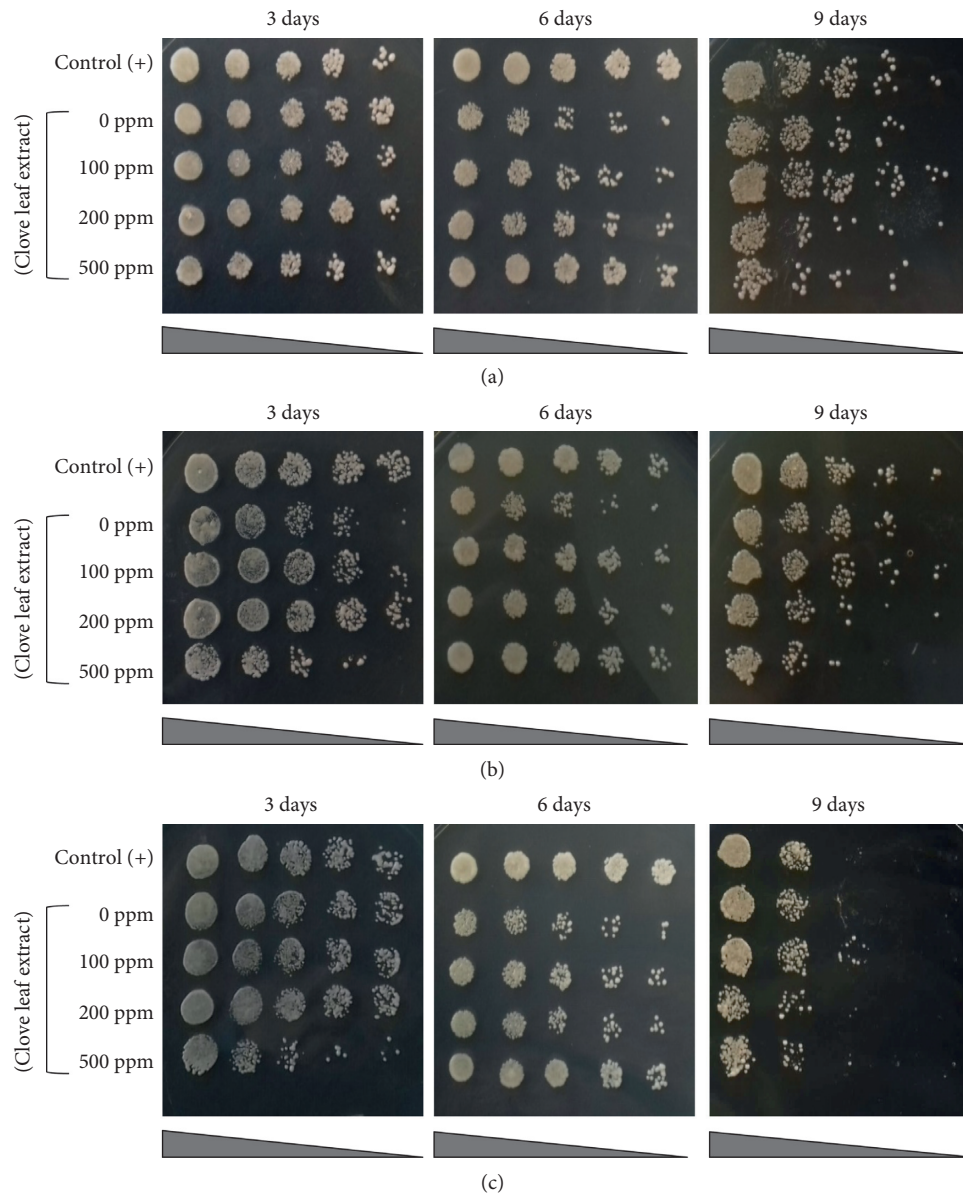 3 days 6 days 9 days
Control (+)
0 ppm
100 ppm
200 ppm
500 ppm
(Clove leaf extract)
(a)
3 days 6 days 9 days
Control (+)
0 ppm
100 ppm
200 ppm
500 ppm
(Clove leaf extract)
(b)
3 days 6 days 9 days
Control (+)
0 ppm
100 ppm
200 ppm
500 ppm
(Clove leaf extract)
(c)